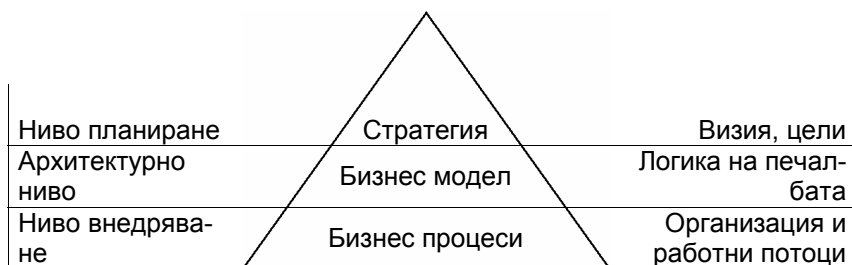 Ниво планиране
Стратегия
Визия, цели
Архитектурно
ниво
Бизнес модел
Логика на печал-
бата
Ниво внедрява-
не
Бизнес процеси
Организация и
работни потоци